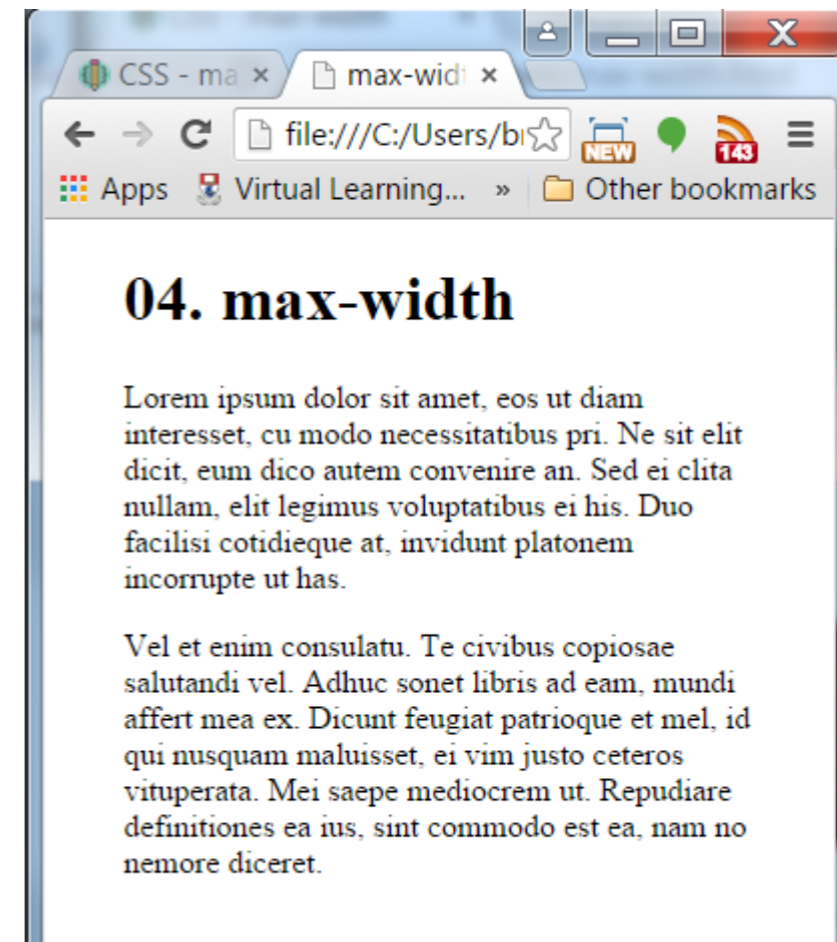 CSS - ma
max-widt
file:///C:/Users/br
NEW
143
Apps
Virtual Learning...
»
Other bookmarks
04. max-width
Lorem ipsum dolor sit amet, eos ut diam
interesset, cu modo necessitatibus pri. Ne sit elit
dicit, eum dico autem convenire an. Sed ei clita
nullam, elit legimus voluptatibus ei his. Duo
facilisi cotidieque at, invidunt platonem
incorrupte ut has.
Vel et enim consulatu. Te civibus copiosae
salutandi vel. Adhuc sonet libris ad eam, mundi
affert mea ex. Dicunt feugiat patrioque et mel, id
qui nusquam maluisset, ei vim justo ceteros
vituperata. Mei saepe mediocrem ut. Repudiare
definitiones ea ius, sint commodo est ea, nam no
nemore diceret.